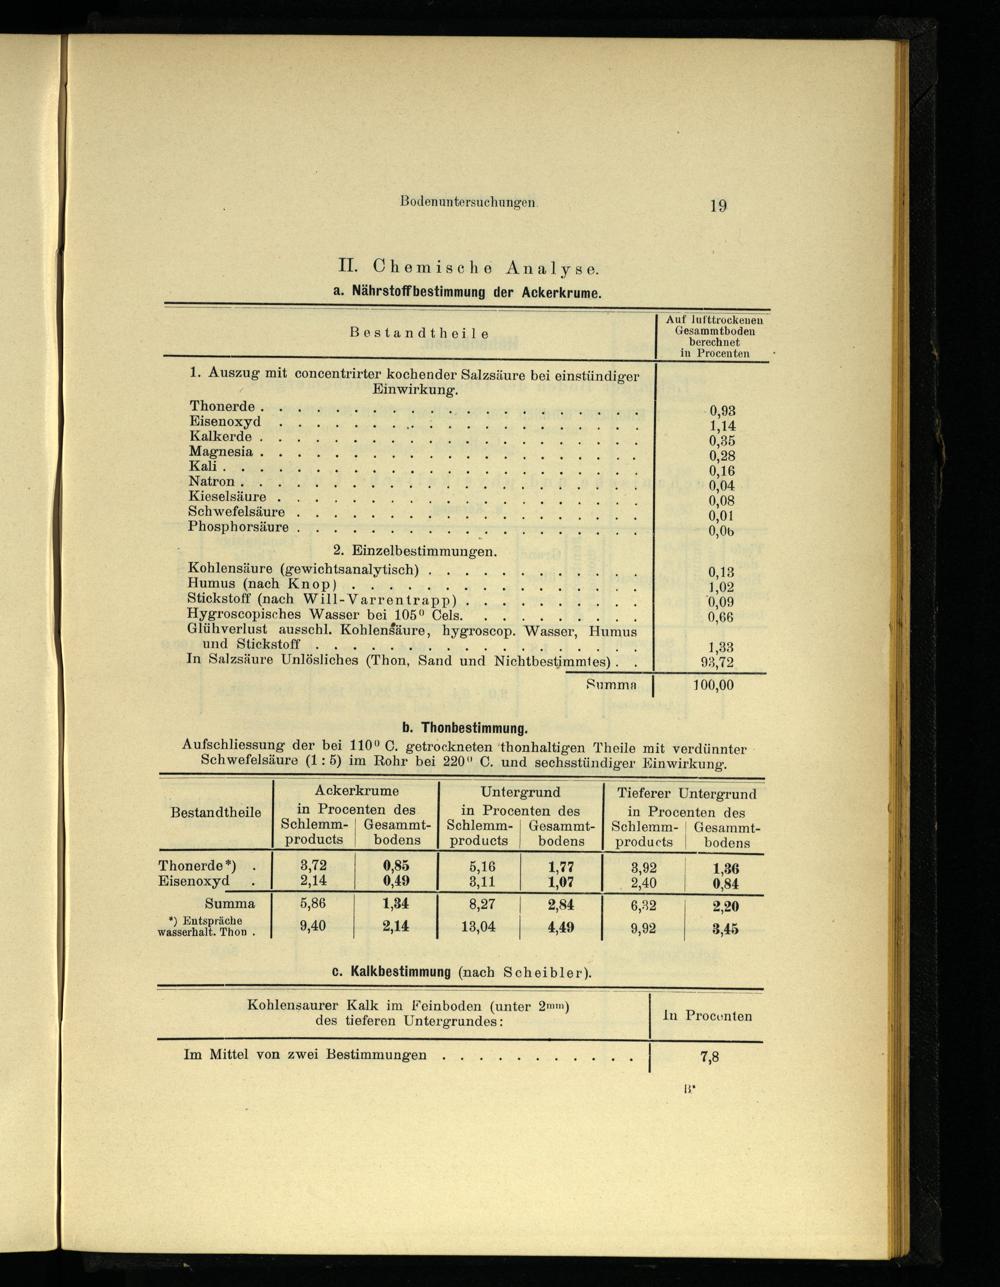 Bodenuntersuchungen 19
II. Chemische Analyse.
a. Nährstoffbestimmung der Ackerkrume.
Bestandtheile
Auf lufttrockenen
Gesammtboden
berechnet
in Procenten
1. Auszug mit concentrirter kochender Salzsäure bei einstündiger
Einwirkung.
Thonerde . . . . . . . . . . . . . . . . . . . . . 0,93
Eisenoxyd . . . . . . . . . . . . . . . . . . . . 1,14
Kalkerde . . . . . . . . . . . . . . . . . . . . . 0,35
Magnesia . . . . . . . . . . . . . . . . . . . . . 0,28
Kali . . . . . . . . . . . . . . . . . . . . . . . 0,16
Natron . . . . . . . . . . . . . . . . . . . . . . 0,04
Kieselsäure . . . . . . . . . . . . . . . . . . . . 0,08
Schwefelsäure . . . . . . . . . . . . . . . . . . . 0,01
Phosphorsäure . . . . . . . . . . . . . . . . . . . 0,06
2. Einzelbestimmungen.
Kohlensäure (gewichtsanalytisch) . . . . . . . . . . . . 0,13
Humus (nach Knop) . . . . . . . . . . . . . . . . 1,02
Stickstoff (nach Will-Varrentrapp) . . . . . . . . . . 0,09
Hygroscopisches Wasser bei 105° Cels. . . . . . . . . . 0,66
Glühverlust ausschl. Kohlensäure, hygroscop. Wasser, Humus
und Stickstoff . . . . . . . . . . . . . . . . . . 1,33
In Salzsäure Unlösliches (Thon, Sand und Nichtbestimmtes) . . 93,72
Summa 100,00
b. Thonbestimmung.
Aufschliessung der bei 110° C. getrockneten thonhaltigen Theile mit verdünnter
Schwefelsäure (1 : 5) im Rohr bei 220° C. und sechsstündiger Einwirkung.
Bestandtheile
Ackerkrume Untergrund Tieferer Untergrund
in Procenten des in Procenten des in Procenten des
Schlemm- Gesammt- Schlemm- Gesammt- Schlemm- Gesammt-
products bodens products bodens products bodens
Thonerde*) . 3,72 0,85 5,16 1,77 3,92 1,36
Eisenoxyd . 2,14 0,49 3,11 1,07 2,40 0,84
Summa 5,86 1,34 8,27 2,84 6,32 2,20
*) Entspräche
wasserhalt. Thon . 9,40 2,14 13,04 4,49 9,92 3,45
c. Kalkbestimmung (nach Scheibler).
Kohlensaurer Kalk im Feinboden (unter 2mm)
des tieferen Untergrundes:
In Procenten
Im Mittel von zwei Bestimmungen . . . . . . . . . . . 7,8
B*